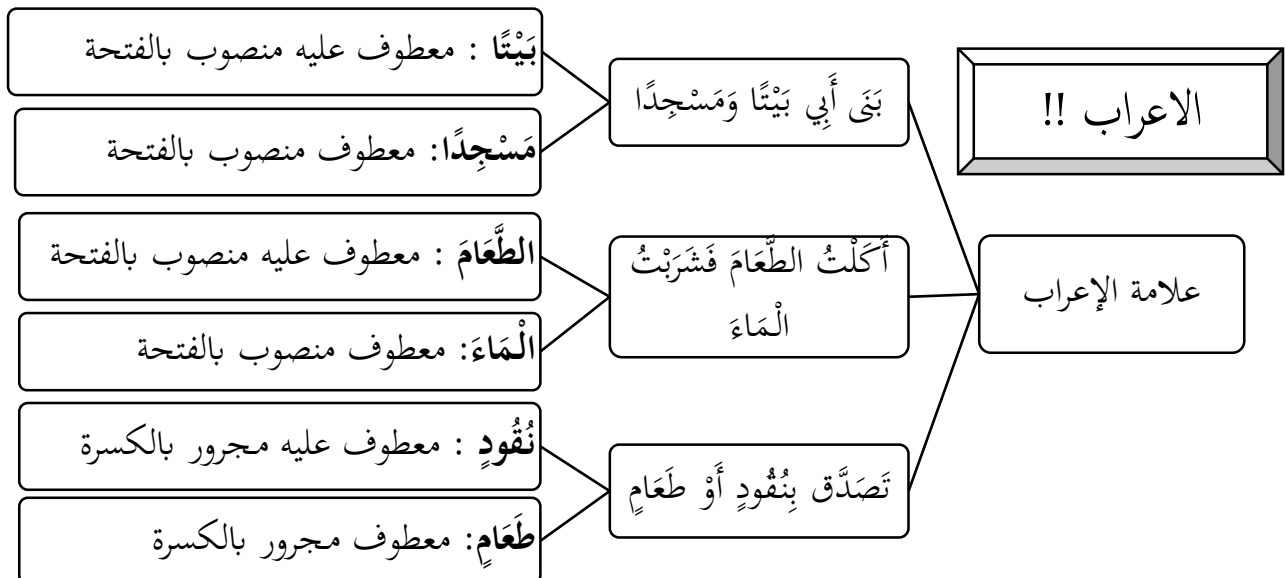 الاعراب !!
علامة الإعراب
بَنَى أَبِي بَيْتًا وَمَسْجِدًا
بَيْتًا : معطوف عليه منصوب بالفتحة
مَسْجِدًا: معطوف منصوب بالفتحة
أَكَلْتُ الطَّعَامَ فَشَرَبْتُ
الْمَاءَ
الطَّعَامَ : معطوف عليه منصوب بالفتحة
الْمَاءَ: معطوف منصوب بالفتحة
تَصَدَّق بِنُقُودٍ أَوْ طَعَامٍ
نُقُودٍ : معطوف عليه مجرور بالكسرة
طَعَامٍ: معطوف مجرور بالكسرة